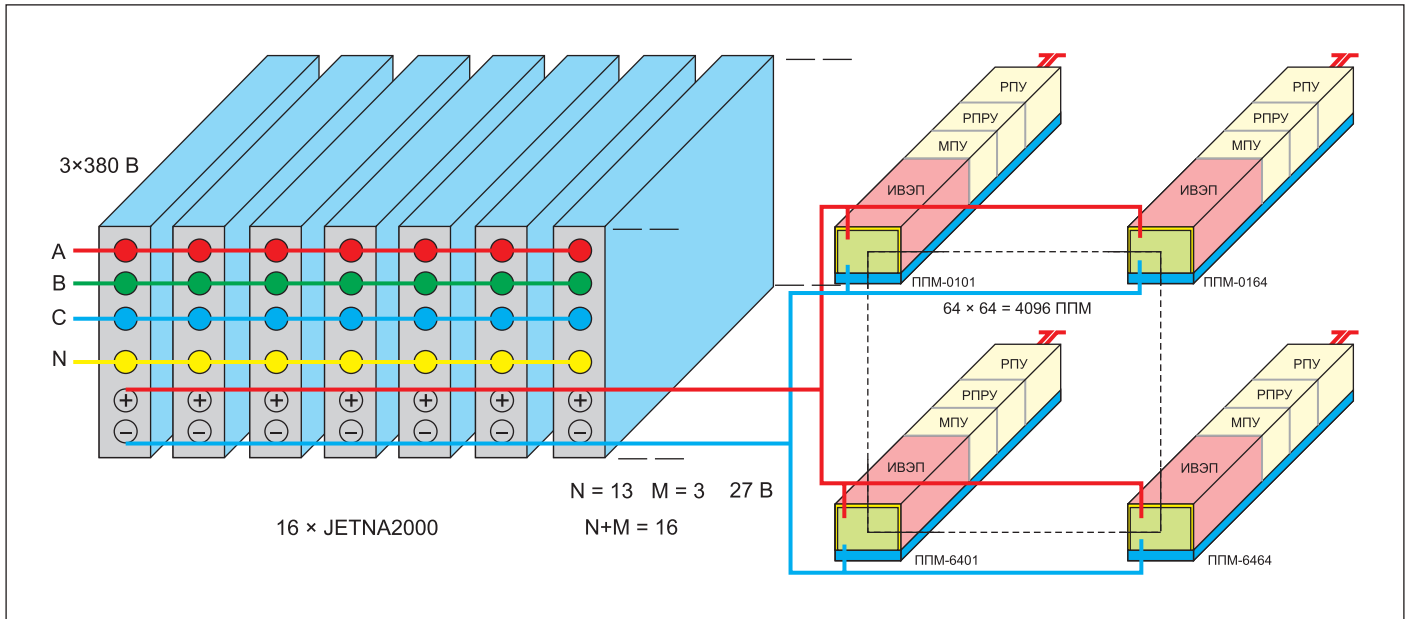 3×380 В
A
B
C
N
+ + + + + + +
− − − − − − −
N = 13 M = 3 27 В
16 × JETNA2000
N+M = 16
РПУ
РПРУ
МПУ
ИВЭП
ППМ-0101
РПУ
РПРУ
МПУ
ИВЭП
ППМ-0164
64 × 64 = 4096 ППМ
РПУ
РПРУ
МПУ
ИВЭП
ППМ-6401
РПУ
РПРУ
МПУ
ИВЭП
ППМ-6464